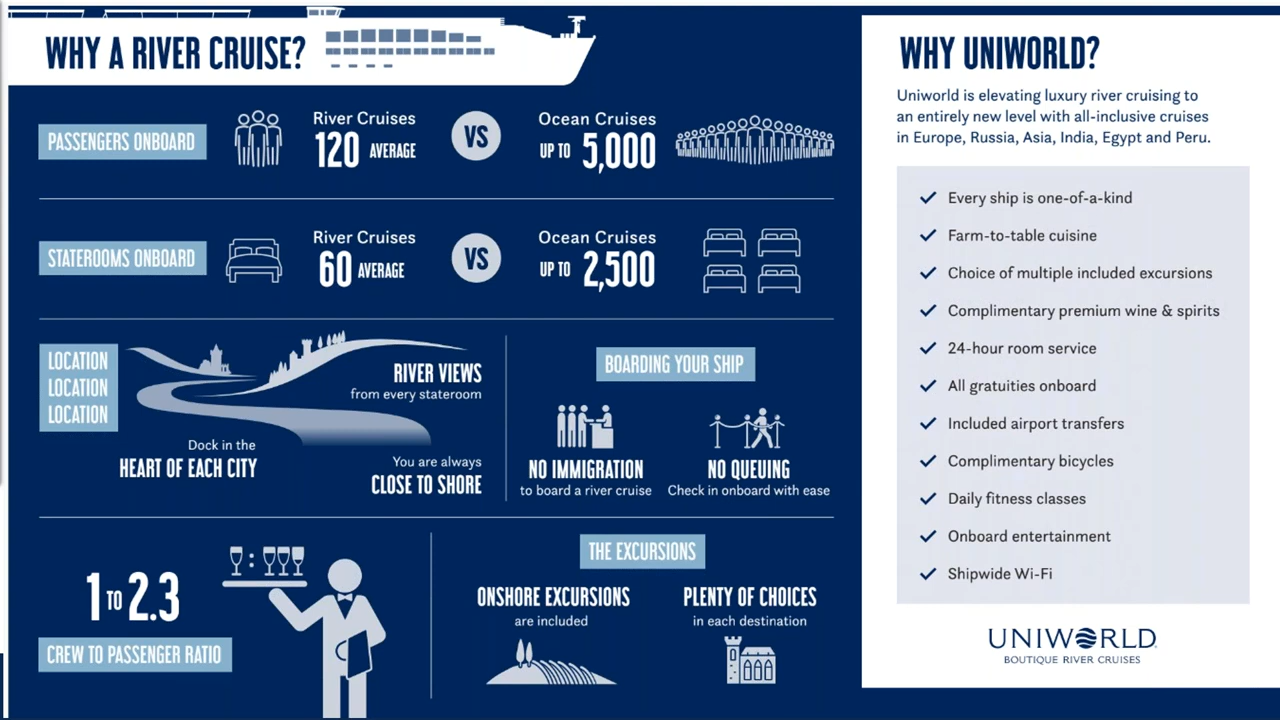 WHY A RIVER CRUISE?
PASSENGERS ONBOARD
River Cruises
120 AVERAGE
VS
Ocean Cruises
UP TO 5,000
STATEROOMS ONBOARD
River Cruises
60 AVERAGE
VS
Ocean Cruises
UP TO 2,500
LOCATION
LOCATION
LOCATION
RIVER VIEWS
from every stateroom
Dock in the
HEART OF EACH CITY
You are always
CLOSE TO SHORE
BOARDING YOUR SHIP
NO IMMIGRATION
to board a river cruise
NO QUEUING
Check in onboard with ease
1 TO 2.3
CREW TO PASSENGER RATIO
THE EXCURSIONS
ONSHORE EXCURSIONS
are included
PLENTY OF CHOICES
in each destination
WHY UNIWORLD?
Uniworld is elevating luxury river cruising to
an entirely new level with all-inclusive cruises
in Europe, Russia, Asia, India, Egypt and Peru.
Every ship is one-of-a-kind
Farm-to-table cuisine
Choice of multiple included excursions
Complimentary premium wine & spirits
24-hour room service
All gratuities onboard
Included airport transfers
Complimentary bicycles
Daily fitness classes
Onboard entertainment
Shipwide Wi-Fi
UNIWORLD
BOUTIQUE RIVER CRUISES